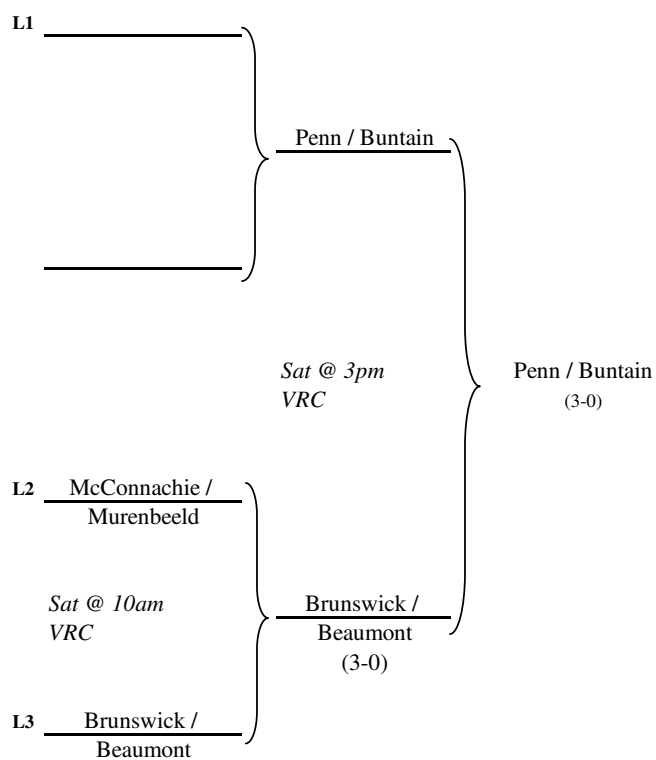 L1
Penn / Buntain
Sat @ 3pm
VRC
Penn / Buntain
(3-0)
L2 McConnachie /
Murenbeeld
Sat @ 10am
VRC
Brunswick /
Beaumont
(3-0)
L3 Brunswick /
Beaumont